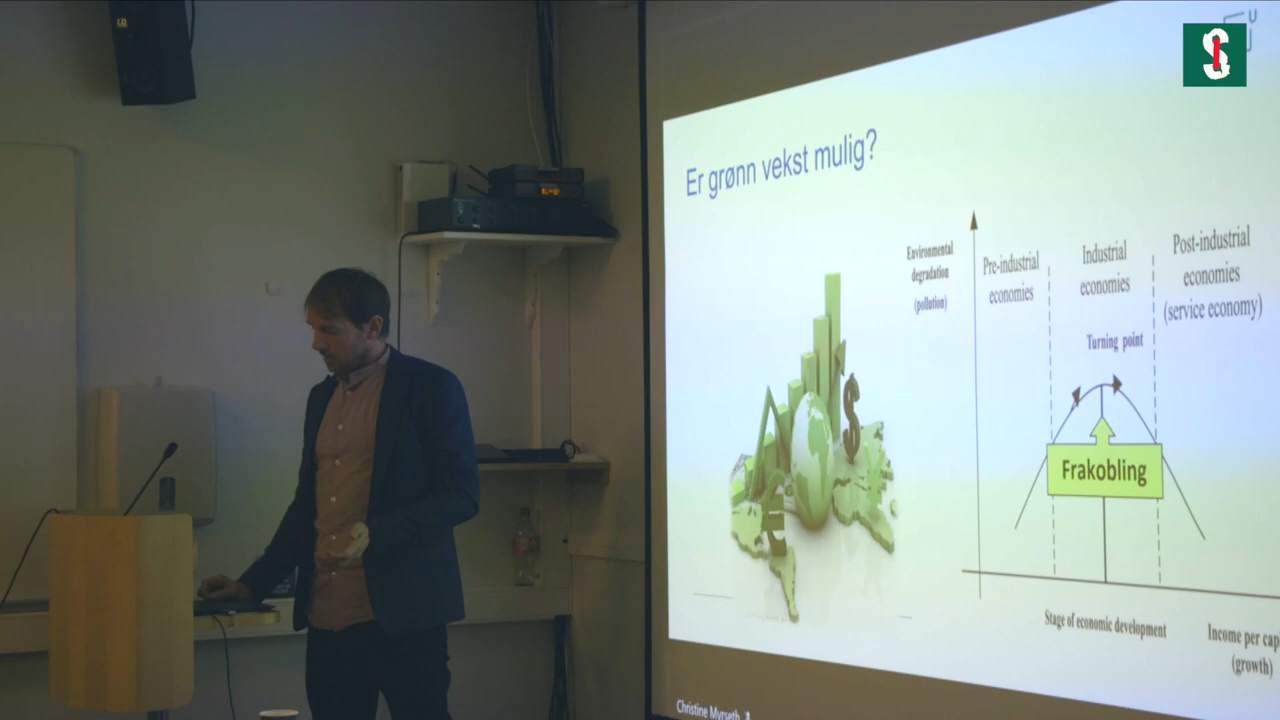 Er grønn vekst mulig?
Environmental
degradation
(pollution)
Pre-industrial
economies
Industrial
economies
Post-industrial
economies
(service economy)
Turning point
Frakobling
Stage of economic development
Income per cap
(growth)
Christine Myrseth